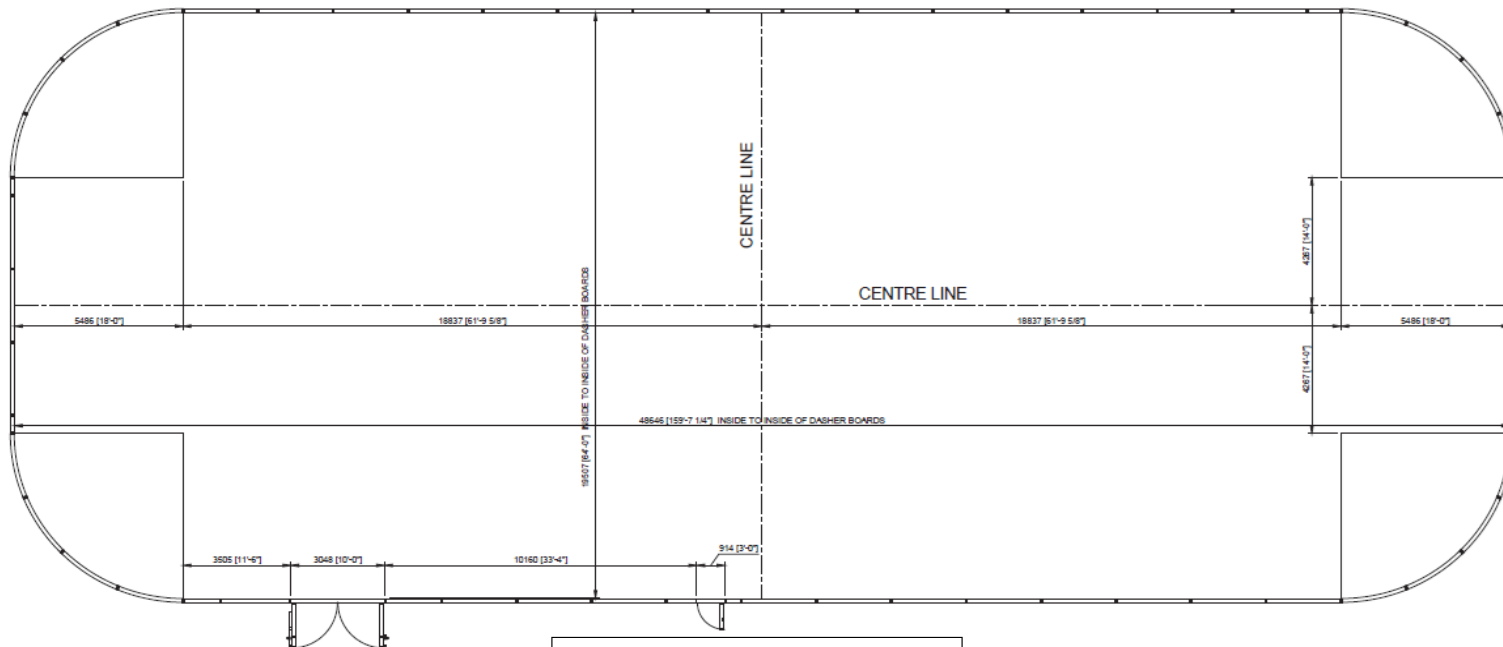 CENTRE LINE
CENTRE LINE
4267 [14'-0"]
5486 [18'-0"]
18837 [61'-9 5/8"]
18837 [61'-9 5/8"]
5486 [18'-0"]
4267 [14'-0"]
48646 [159'-7 1/4"] INSIDE TO INSIDE OF DASHER BOARDS
19507 [64'-0"] INSIDE TO INSIDE OF DASHER BOARDS
3505 [11'-6"]
3048 [10'-0"]
10160 [33'-4"]
914 [3'-0"]